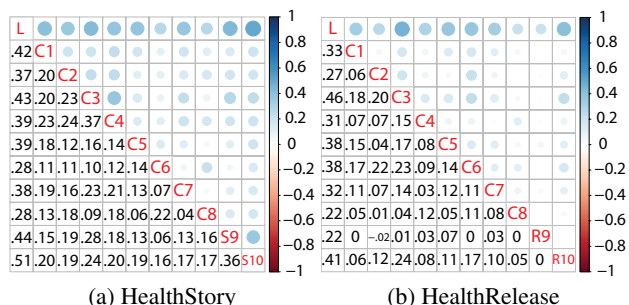 L
.42 C1
.37 .20 C2
.43 .20 .23 C3
.39 .23 .24 .37 C4
.39 .18 .12 .16 .14 C5
.28 .11 .11 .10 .12 .14 C6
.38 .19 .16 .23 .21 .13 .07 C7
.28 .13 .18 .09 .18 .06 .22 .04 C8
.44 .15 .19 .28 .18 .13 .06 .13 .16 S9
.51 .20 .19 .24 .20 .19 .16 .17 .17 .36 S10
1
0.8
0.6
0.4
0.2
0
−0.2
−0.4
−0.6
−0.8
−1
(a) HealthStory
L
.33 C1
.27 .06 C2
.46 .18 .20 C3
.31 .07 .07 .15 C4
.38 .15 .04 .17 .08 C5
.38 .17 .22 .23 .09 .14 C6
.32 .11 .07 .14 .03 .12 .11 C7
.22 .05 .01 .04 .12 .05 .11 .08 C8
.22 0 −.02 .01 .03 .07 0 .03 0 R9
.41 .06 .12 .24 .08 .11 .17 .10 .05 0 R10
1
0.8
0.6
0.4
0.2
0
−0.2
−0.4
−0.6
−0.8
−1
(b) HealthRelease